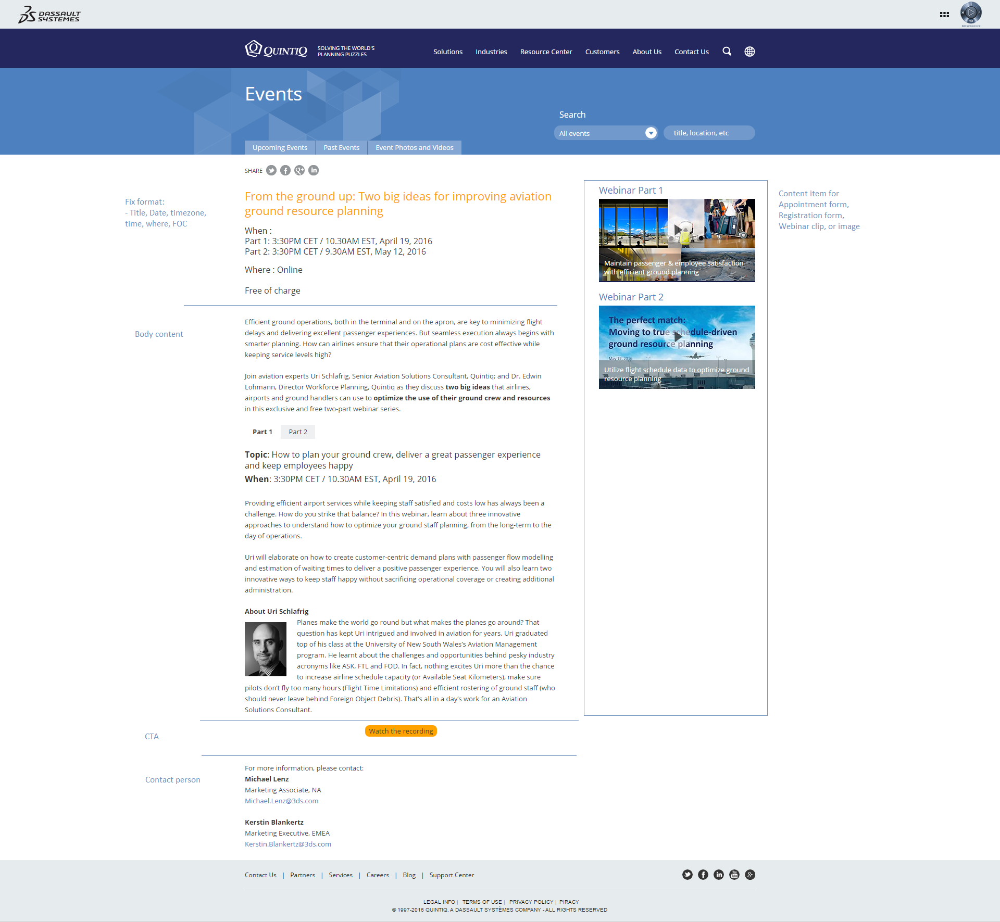 DASSAULT
SYSTEMES
3DEXPERIENCE
QUINTIQ
SOLVING THE WORLD'S
PLANNING PUZZLES
Solutions
Industries
Resource Center
Customers
About Us
Contact Us
Events
Search
All events
title, location, etc
Upcoming Events
Past Events
Event Photos and Videos
SHARE
Fix format:
- Title, Date, timezone,
time, where, FOC
From the ground up: Two big ideas for improving aviation
ground resource planning
When :
Part 1: 3:30PM CET / 10.30AM EST, April 19, 2016
Part 2: 3:30PM CET / 9.30AM EST, May 12, 2016
Where : Online
Free of charge
Webinar Part 1
Maintain passenger & employee satisfaction
with efficient ground planning
Webinar Part 2
The perfect match:
Moving to true schedule-driven
ground resource planning
May 12, 2016
Utilize flight schedule data to optimize ground
resource planning
Content item for
Appointment form,
Registration form,
Webinar clip, or image
Body content
Efficient ground operations, both in the terminal and on the apron, are key to minimizing flight
delays and delivering excellent passenger experiences. But seamless execution always begins with
smarter planning. How can airlines ensure that their operational plans are cost effective while
keeping service levels high?
Join aviation experts Uri Schlafrig, Senior Aviation Solutions Consultant, Quintiq; and Dr. Edwin
Lohmann, Director Workforce Planning, Quintiq as they discuss two big ideas that airlines,
airports and ground handlers can use to optimize the use of their ground crew and resources
in this exclusive and free two-part webinar series.
Part 1
Part 2
Topic: How to plan your ground crew, deliver a great passenger experience
and keep employees happy
When: 3:30PM CET / 10.30AM EST, April 19, 2016
Providing efficient airport services while keeping staff satisfied and costs low has always been a
challenge. How do you strike that balance? In this webinar, learn about three innovative
approaches to understand how to optimize your ground staff planning, from the long-term to the
day of operations.
Uri will elaborate on how to create customer-centric demand plans with passenger flow modelling
and estimation of waiting times to deliver a positive passenger experience. You will also learn two
innovative ways to keep staff happy without sacrificing operational coverage or creating additional
administration.
About Uri Schlafrig
Planes make the world go round but what makes the planes go around? That
question has kept Uri intrigued and involved in aviation for years. Uri graduated
top of his class at the University of New South Wales's Aviation Management
program. He learnt about the challenges and opportunities behind pesky industry
acronyms like ASK, FTL and FOD. In fact, nothing excites Uri more than the chance
to increase airline schedule capacity (or Available Seat Kilometers), make sure
pilots don't fly too many hours (Flight Time Limitations) and efficient rostering of ground staff (who
should never leave behind Foreign Object Debris). That's all in a day's work for an Aviation
Solutions Consultant.
CTA
Watch the recording
Contact person
For more information, please contact:
Michael Lenz
Marketing Associate, NA
Michael.Lenz@3ds.com
Kerstin Blankertz
Marketing Executive, EMEA
Kerstin.Blankertz@3ds.com
Contact Us | Partners | Services | Careers | Blog | Support Center
LEGAL INFO | TERMS OF USE | PRIVACY POLICY | PIRACY
© 1997-2016 QUINTIQ, A DASSAULT SYSTÈMES COMPANY - ALL RIGHTS RESERVED